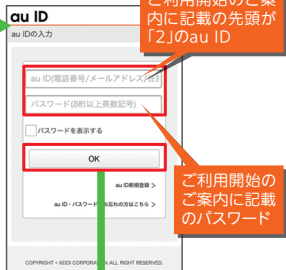 au ID
au IDの入力
ご利用開始のご案
内に記載の先頭が
「2」のau ID
au ID(電話番号/メールアドレス/任
パスワード(8桁以上英数記号)
パスワードを表示する
OK
au ID新規登録 >
au ID・パスワード お忘れの方はこちら >
ご利用開始の
ご案内に記載
のパスワード
COPYRIGHT © KDDI CORPORATION ALL RIGHT RESERVED.